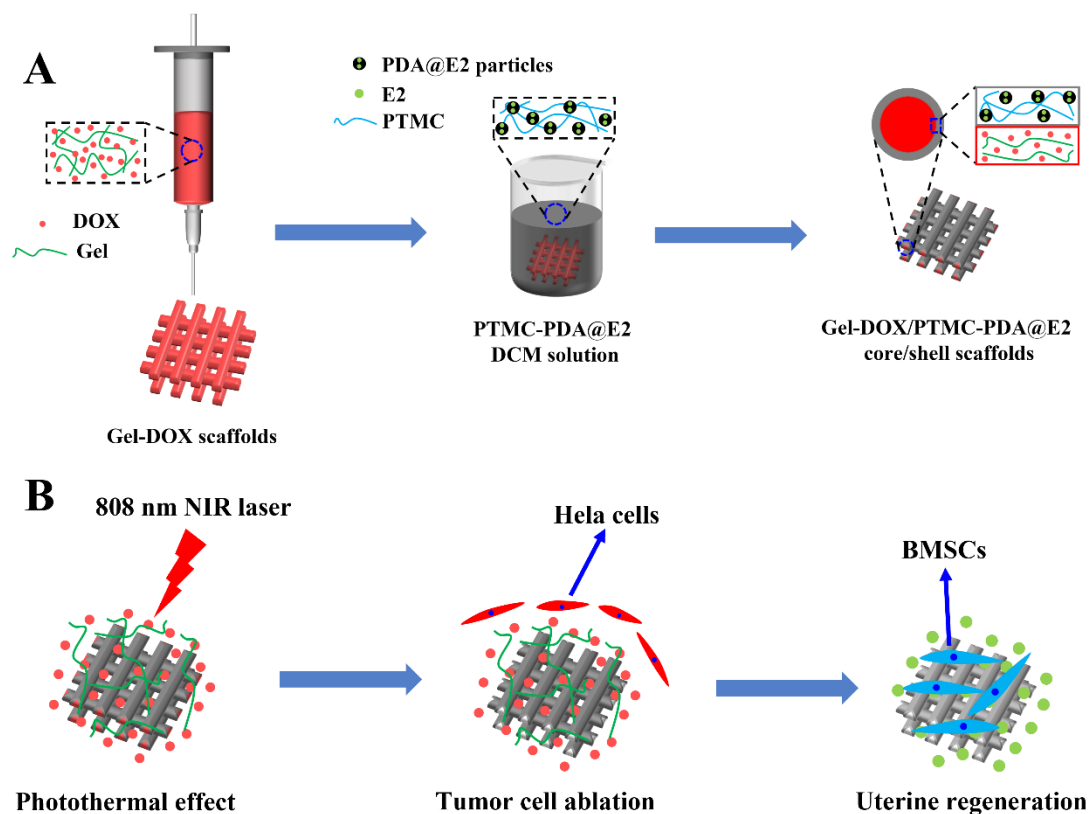 A
PDA@E2 particles
E2
PTMC
DOX
Gel
Gel-DOX scaffolds
PTMC-PDA@E2
DCM solution
Gel-DOX/PTMC-PDA@E2
core/shell scaffolds
B
808 nm NIR laser
Hela cells
BMSCs
Photothermal effect
Tumor cell ablation
Uterine regeneration